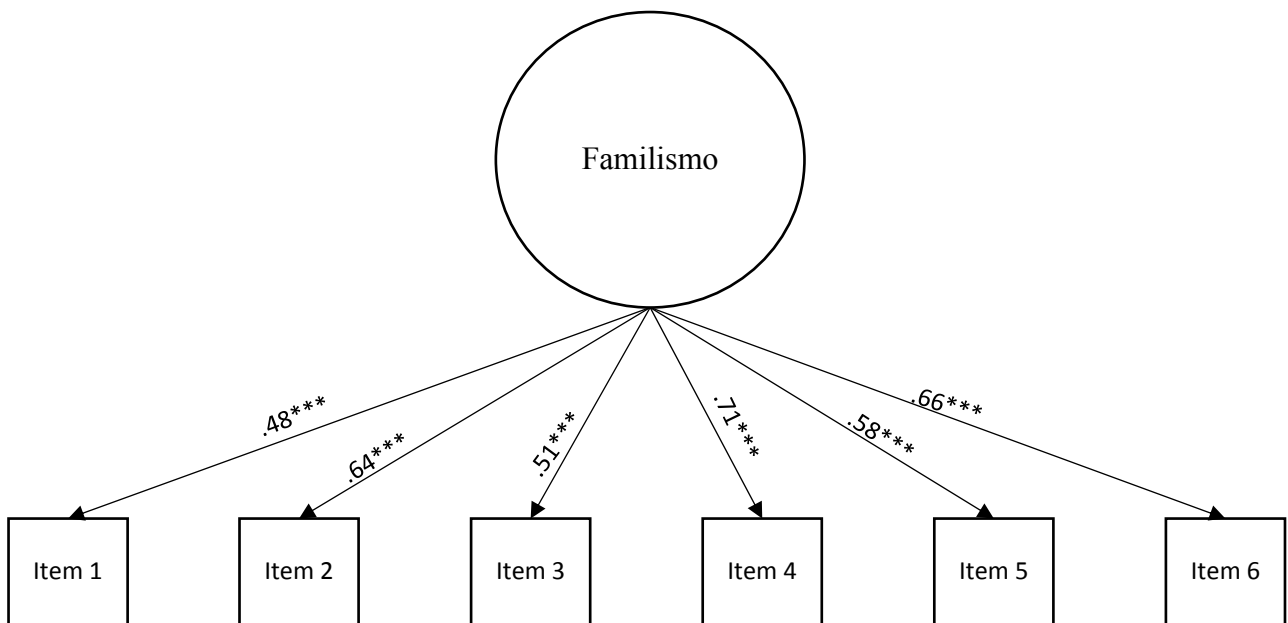 Familismo
.48***
.64***
.51***
.71***
.58***
.66***
Item 1
Item 2
Item 3
Item 4
Item 5
Item 6